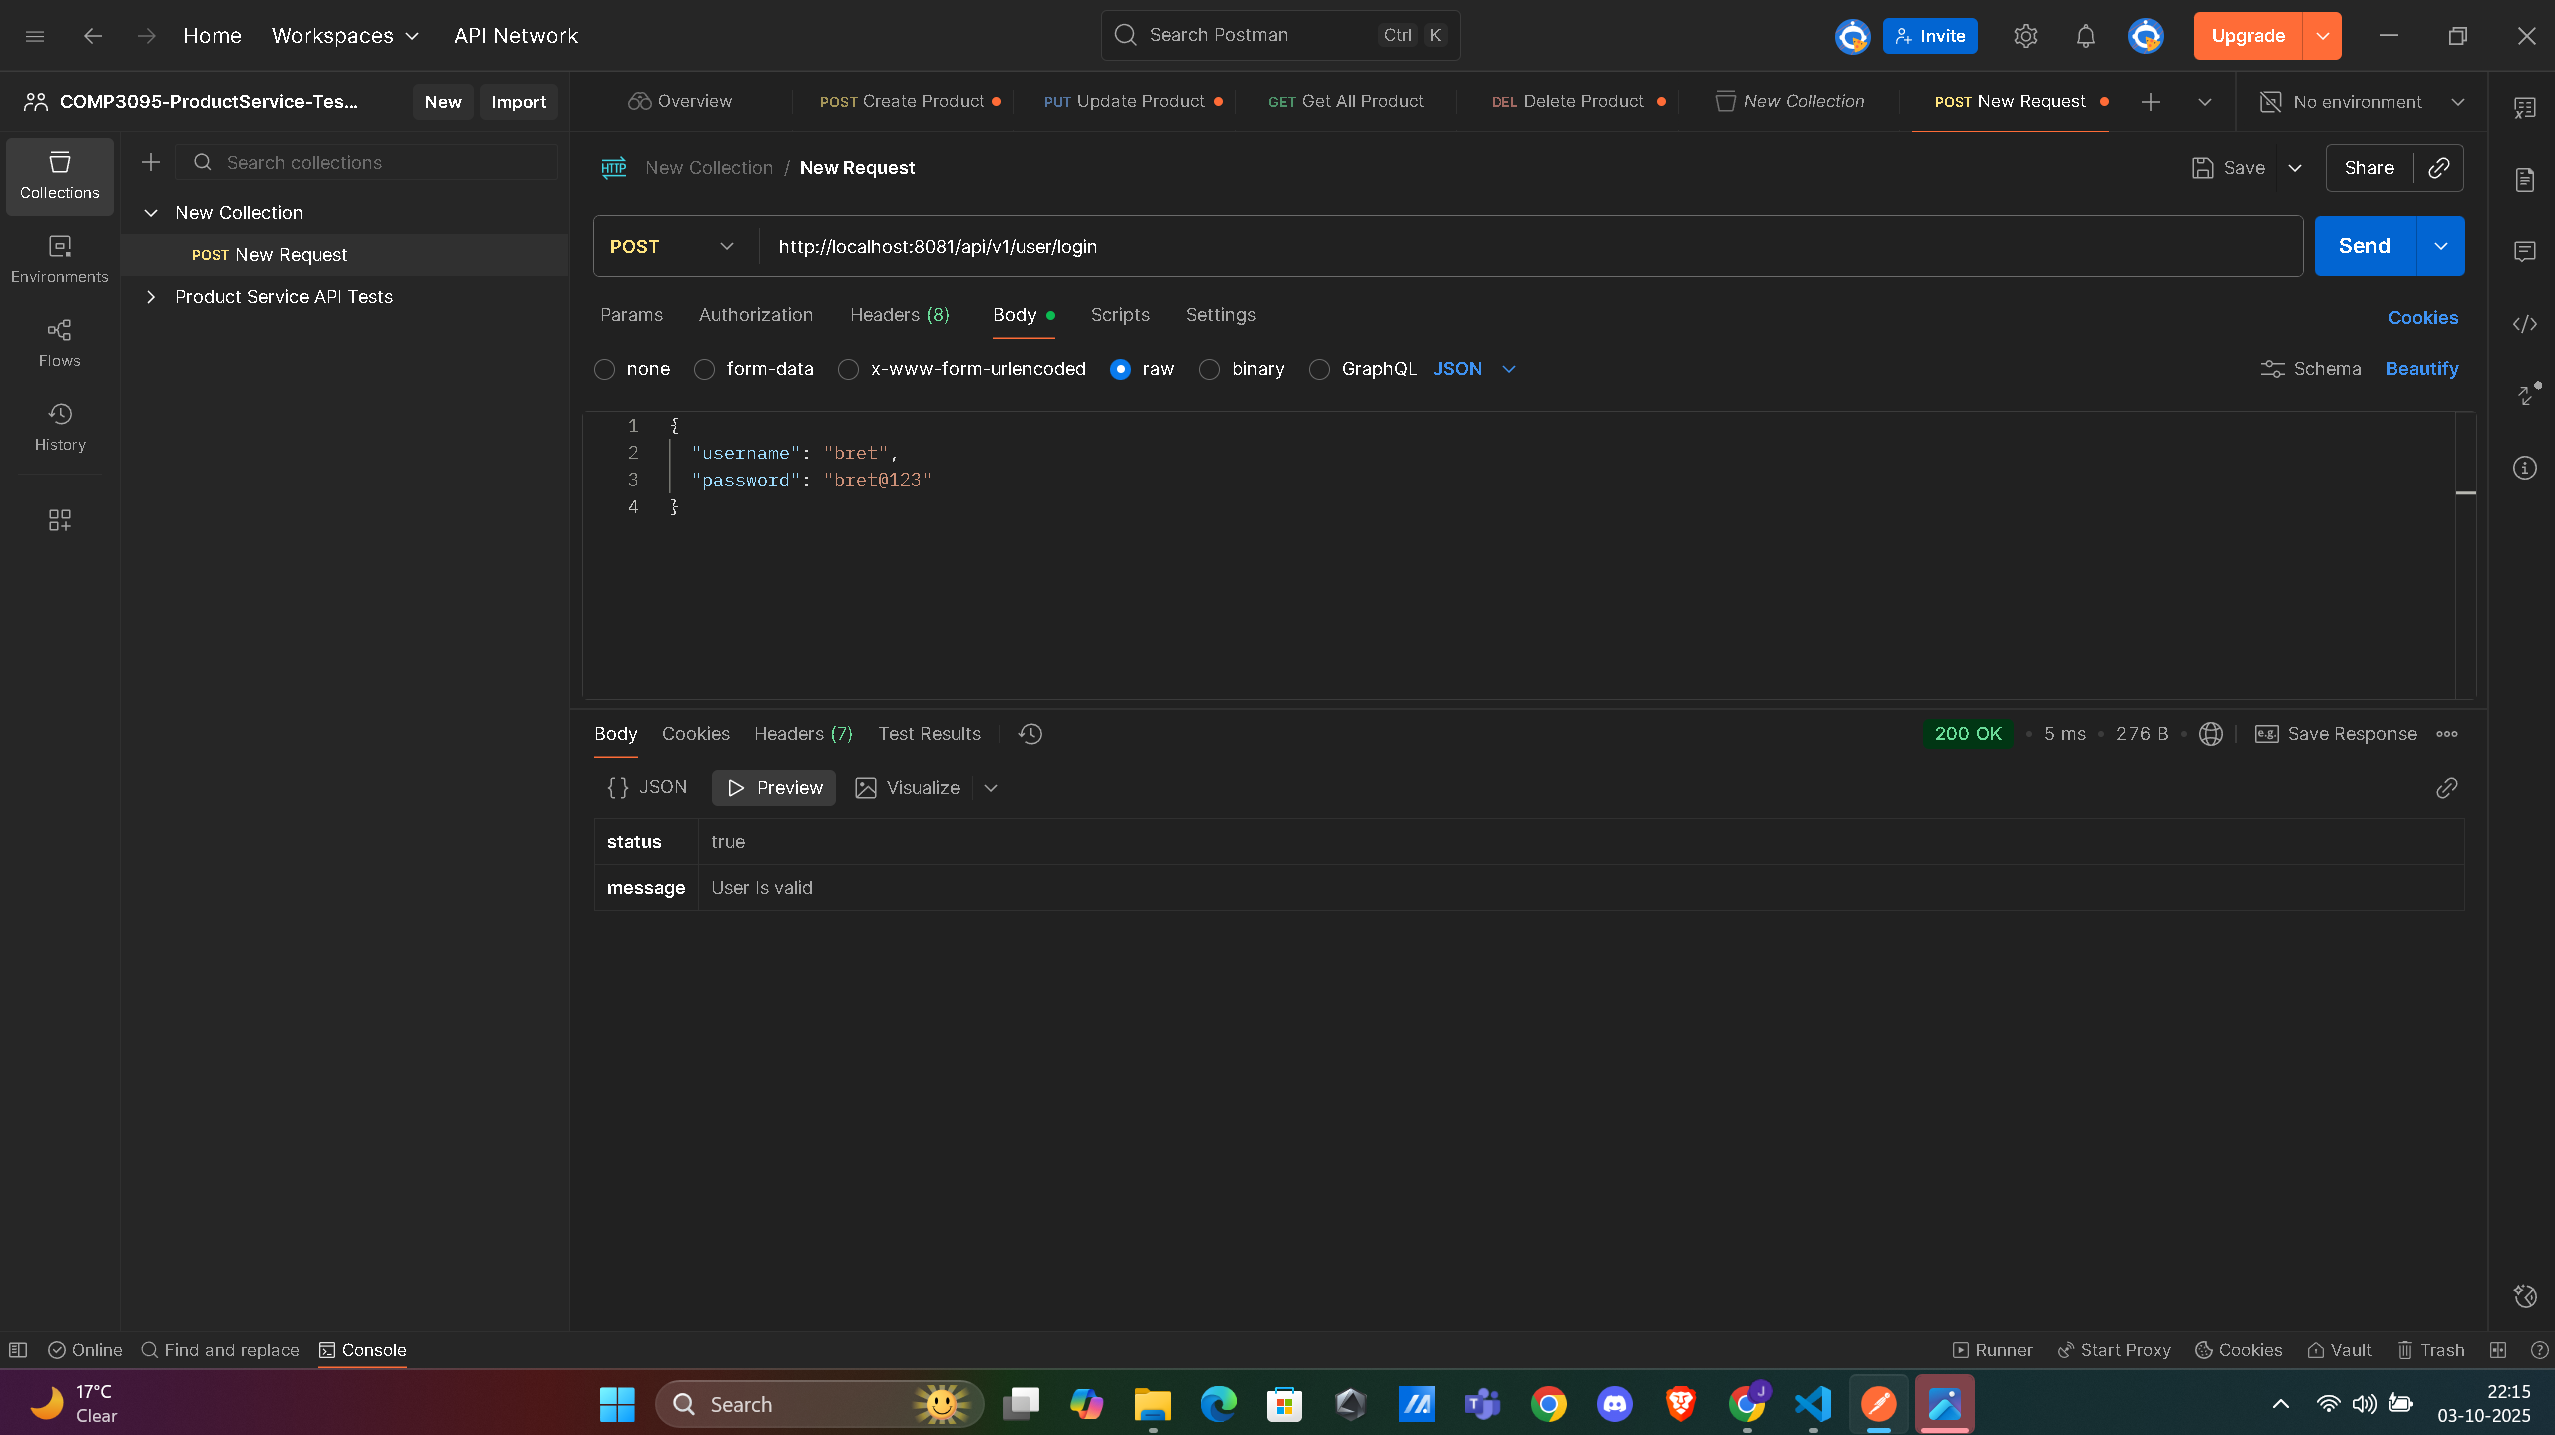 Home Workspaces API Network Search Postman Ctrl K Invite Upgrade
COMP3095-ProductService-Tes... New Import Overview POST Create Product PUT Update Product GET Get All Product DEL Delete Product New Collection POST New Request No environment
Collections
Environments
Flows
History
Search collections
New Collection
POST New Request
Product Service API Tests
HTTP New Collection / New Request Save Share
POST http://localhost:8081/api/v1/user/login Send
Params Authorization Headers (8) Body Scripts Settings Cookies
none form-data x-www-form-urlencoded raw binary GraphQL JSON Schema Beautify
1 {
2 "username": "bret",
3 "password": "bret@123"
4 }
Body Cookies Headers (7) Test Results 200 OK • 5 ms • 276 B e.g. Save Response
{} JSON Preview Visualize
status true
message User Is valid
Online Find and replace Console Runner Start Proxy Cookies Vault Trash
17°C
Clear
Search
J
22:15
03-10-2025